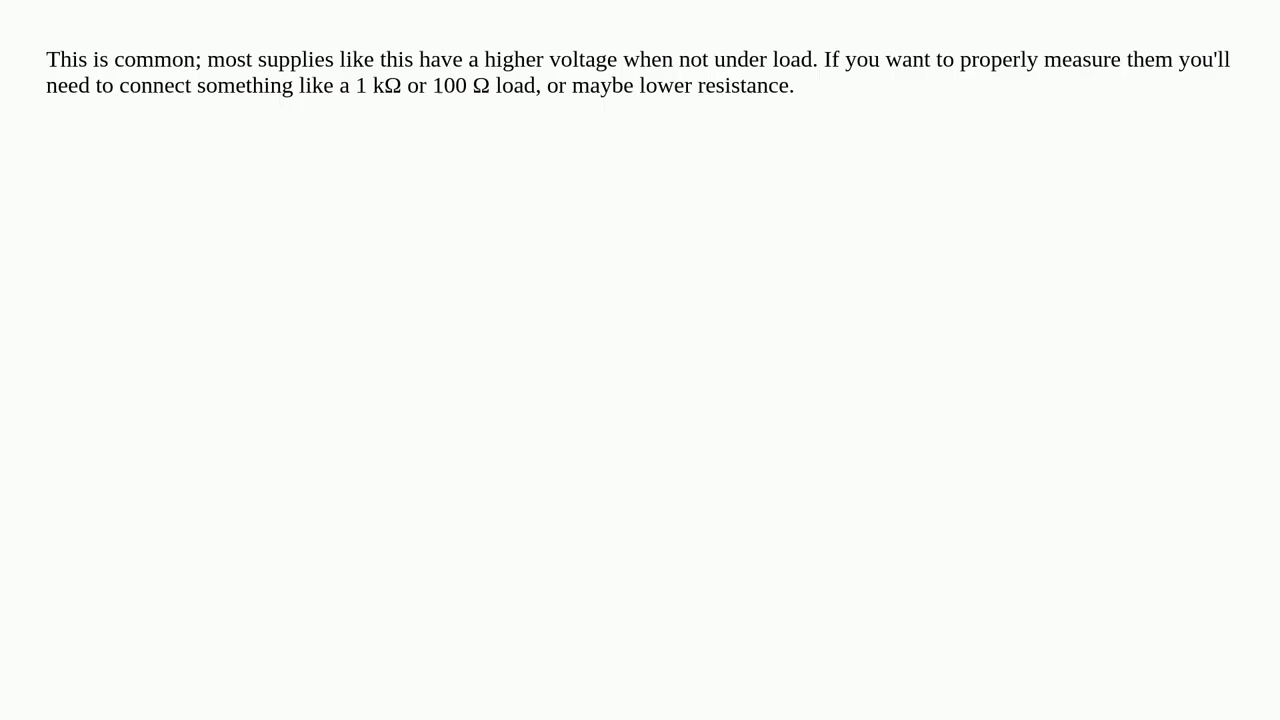 This is common; most supplies like this have a higher voltage when not under load. If you want to properly measure them you'll
need to connect something like a 1 kΩ or 100 Ω load, or maybe lower resistance.